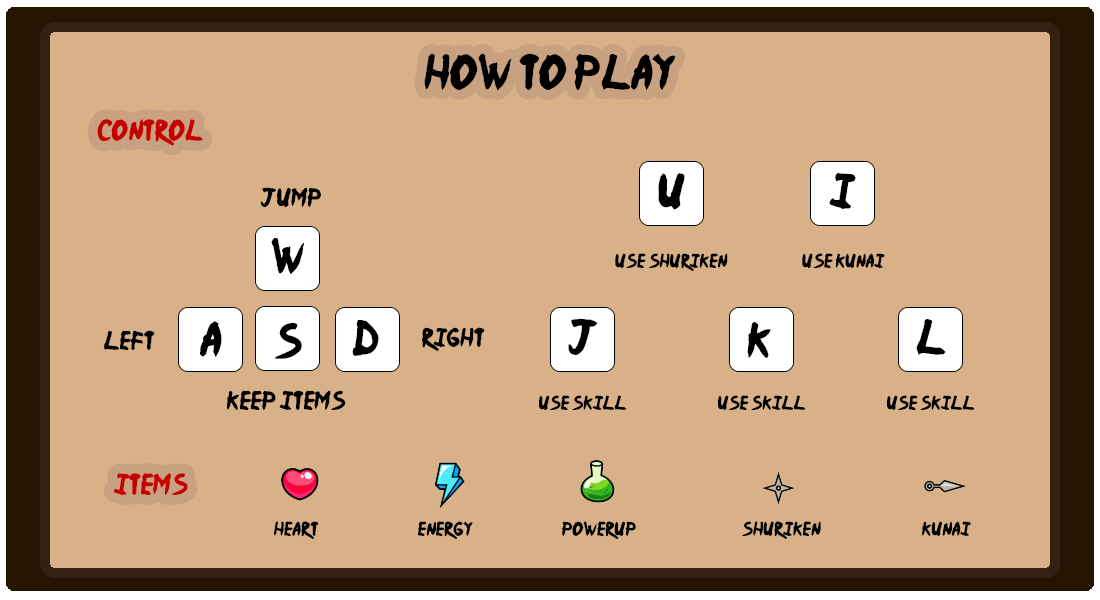 HOW TO PLAY
CONTROL
JUMP
W
U
I
USE SHURIKEN
USE KUNAI
LEFT
A
S
D
RIGHT
J
K
L
KEEP ITEMS
USE SKILL
USE SKILL
USE SKILL
ITEMS
HEART
ENERGY
POWERUP
SHURIKEN
KUNAI